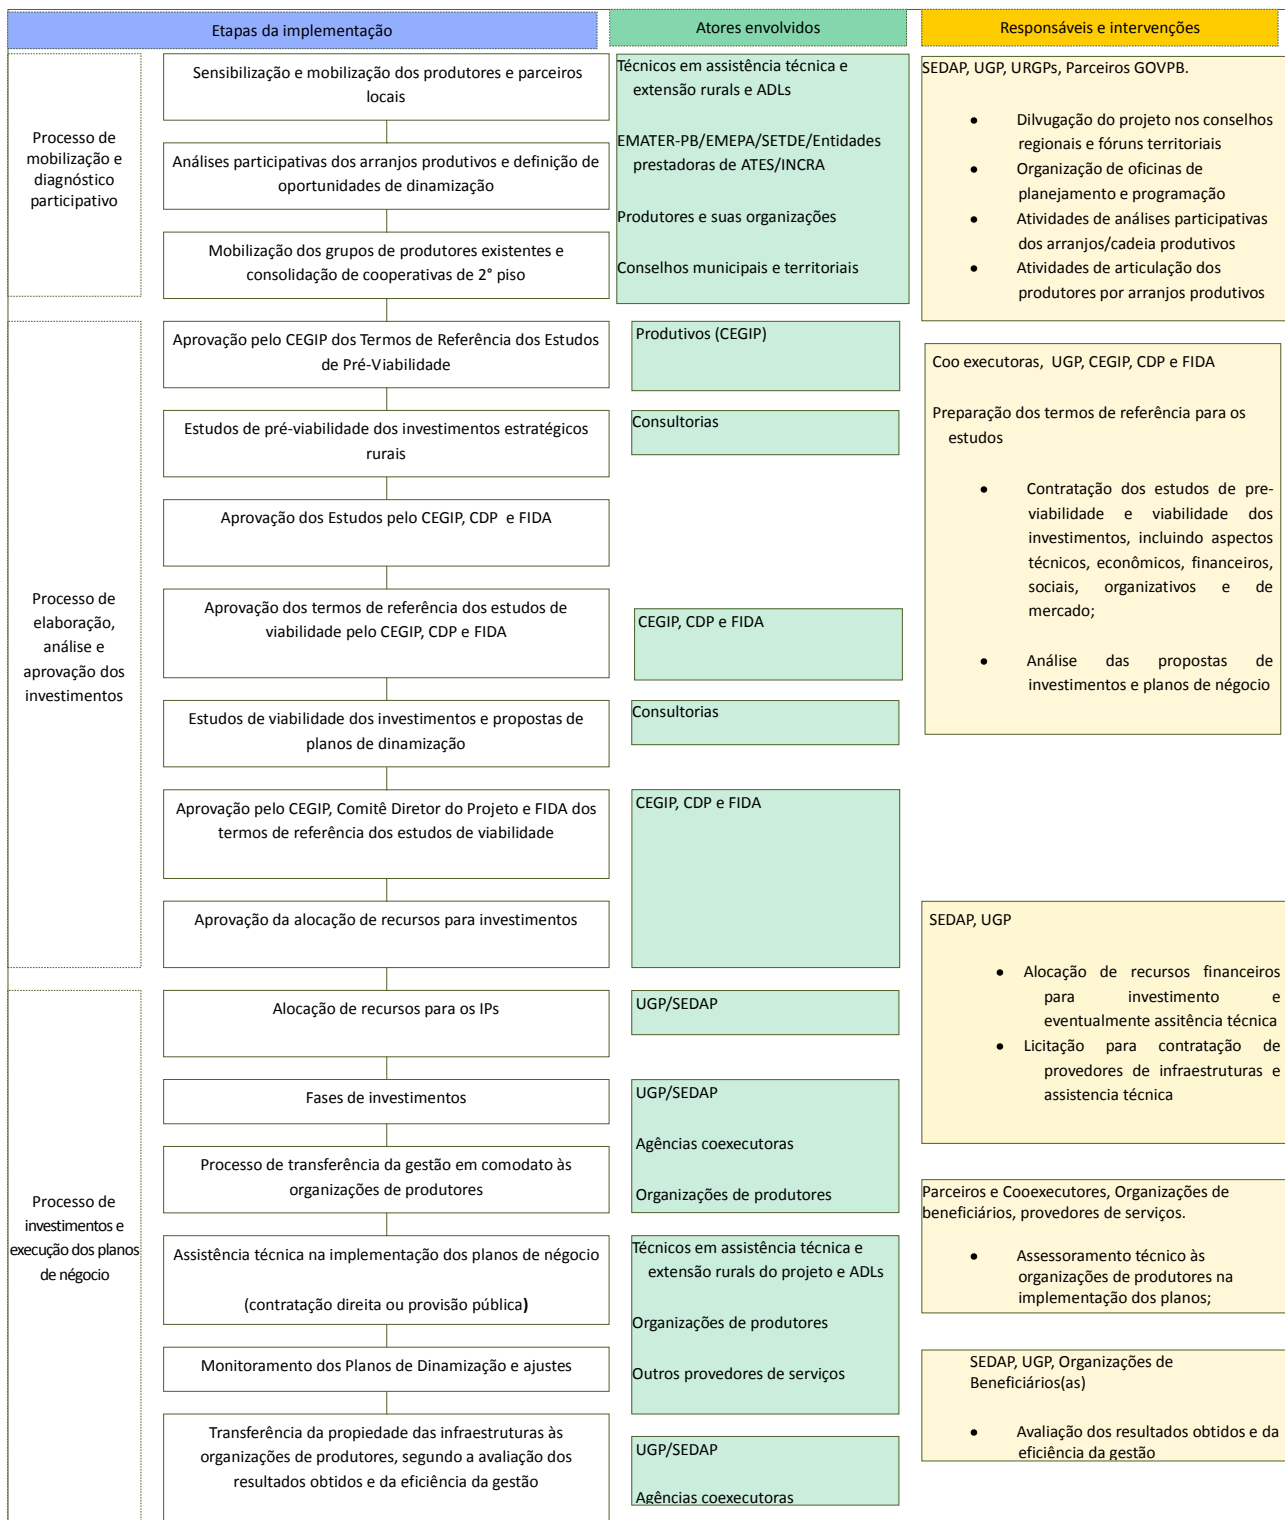 Etapas da implementação
Atores envolvidos
Responsáveis e intervenções
Processo de
mobilização e
diagnóstico
participativo
Sensibilização e mobilização dos produtores e parceiros
locais
Análises participativas dos arranjos produtivos e definição de
oportunidades de dinamização
Mobilização dos grupos de produtores existentes e
consolidação de cooperativas de 2° piso
Técnicos em assistência técnica e
extensão rurals e ADLs
EMATER-PB/EMEPA/SETDE/Entidades
prestadoras de ATES/INCRA
Produtores e suas organizações
Conselhos municipais e territoriais
SEDAP, UGP, URGPs, Parceiros GOVPB.
● Dilvugação do projeto nos conselhos
regionais e fóruns territoriais
● Organização de oficinas de
planejamento e programação
● Atividades de análises participativas
dos arranjos/cadeia produtivos
● Atividades de articulação dos
produtores por arranjos produtivos
Processo de
elaboração,
análise e
aprovação dos
investimentos
Aprovação pelo CEGIP dos Termos de Referência dos Estudos
de Pré-Viabilidade
Estudos de pré-viabilidade dos investimentos estratégicos
rurais
Aprovação dos Estudos pelo CEGIP, CDP e FIDA
Aprovação dos termos de referência dos estudos de
viabilidade pelo CEGIP, CDP e FIDA
Estudos de viabilidade dos investimentos e propostas de
planos de dinamização
Aprovação pelo CEGIP, Comitê Diretor do Projeto e FIDA dos
termos de referência dos estudos de viabilidade
Aprovação da alocação de recursos para investimentos
Produtivos (CEGIP)
Consultorias
CEGIP, CDP e FIDA
Consultorias
CEGIP, CDP e FIDA
Coo executoras, UGP, CEGIP, CDP e FIDA
Preparação dos termos de referência para os
estudos
● Contratação dos estudos de pre-
viabilidade e viabilidade dos
investimentos, incluindo aspectos
técnicos, econômicos, financeiros,
sociais, organizativos e de
mercado;
● Análise das propostas de
investimentos e planos de négocio
SEDAP, UGP
● Alocação de recursos financeiros
para investimento e
eventualmente assitência técnica
● Licitação para contratação de
provedores de infraestruturas e
assistencia técnica
Processo de
investimentos e
execução dos planos
de négocio
Alocação de recursos para os IPs
Fases de investimentos
Processo de transferência da gestão em comodato às
organizações de produtores
Assistência técnica na implementação dos planos de négocio
(contratação direta ou provisão pública)
Monitoramento dos Planos de Dinamização e ajustes
Transferência da propiedade das infraestruturas às
organizações de produtores, segundo a avaliação dos
resultados obtidos e da eficiência da gestão
UGP/SEDAP
UGP/SEDAP
Agências coexecutoras
Organizações de produtores
Técnicos em assistência técnica e
extensão rurals do projeto e ADLs
Organizações de produtores
Outros provedores de serviços
UGP/SEDAP
Agências coexecutoras
Parceiros e Cooexecutores, Organizações de
beneficiários, provedores de serviços.
● Assessoramento técnico às
organizações de produtores na
implementação dos planos;
SEDAP, UGP, Organizações de
Beneficiários(as)
● Avaliação dos resultados obtidos e da
eficiência da gestão